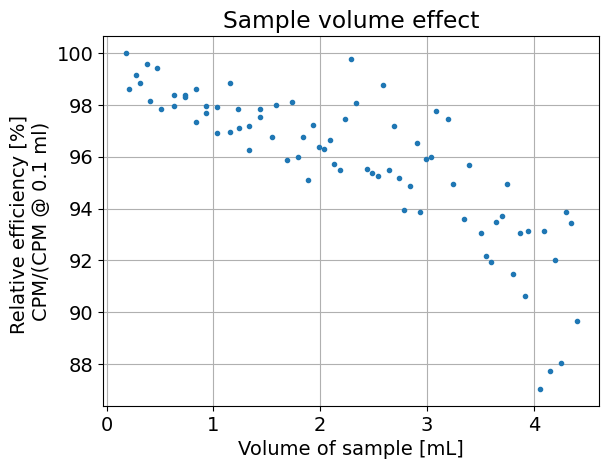 Sample volume effect
Relative efficiency [%]
CPM/(CPM @ 0.1 ml)
100
98
96
94
92
90
88
0 1 2 3 4
Volume of sample [mL]